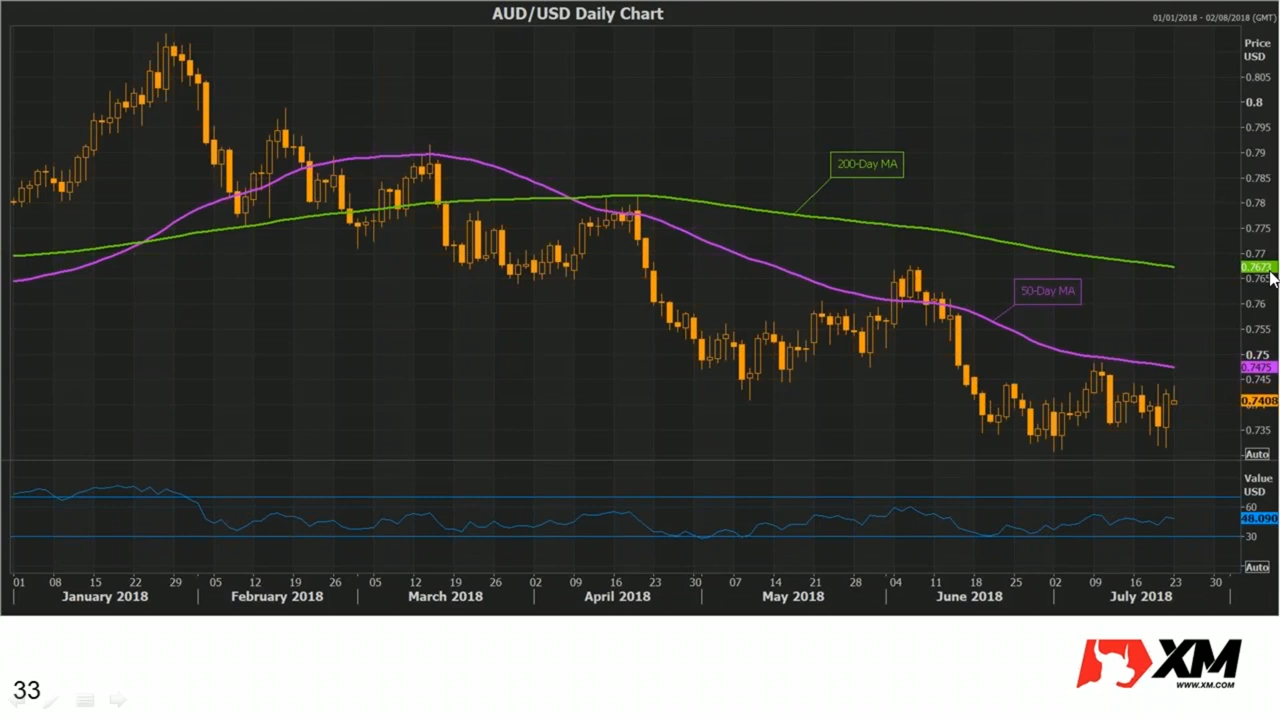 AUD/USD Daily Chart
01/01/2018 - 02/08/2018 (GMT)
Price
USD
0.805
0.8
0.795
0.79
0.785
0.78
0.775
0.77
0.7673
0.76
0.755
0.75
0.7475
0.745
0.7408
0.735
Auto
200-Day MA
50-Day MA
Value
USD
60
48.090
30
Auto
01 08 15 22 29 05 12 19 26 05 12 19 26 02 09 16 23 30 07 14 21 28 04 11 18 25 02 09 16 23 30
January 2018 February 2018 March 2018 April 2018 May 2018 June 2018 July 2018
33
XM
WWW.XM.COM